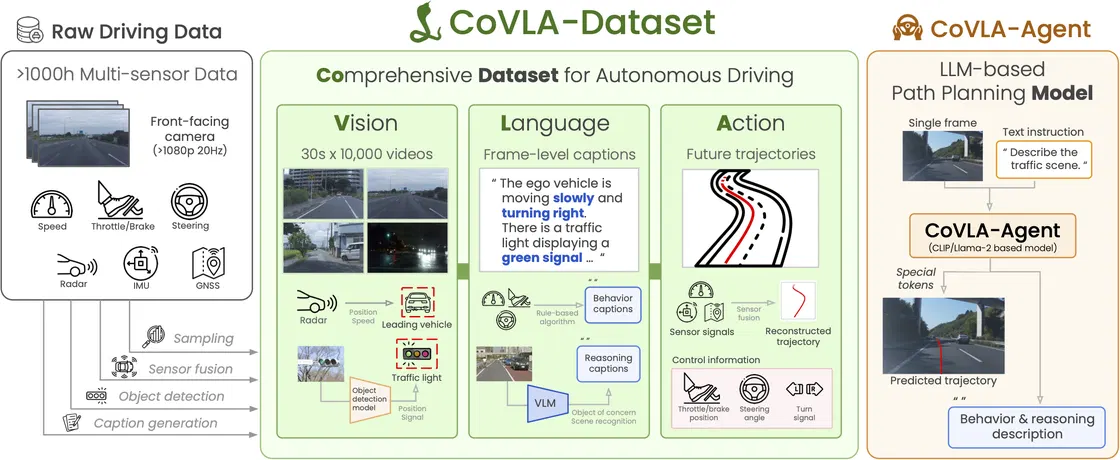 Raw Driving Data
>1000h Multi-sensor Data
Front-facing
camera
(>1080p 20Hz)
Speed
Throttle/Brake
Steering
Radar
IMU
GNSS
Sampling
Sensor fusion
Object detection
Caption generation
CoVLA-Dataset
Comprehensive Dataset for Autonomous Driving
Vision
30s x 10,000 videos
Radar
Position
Speed
Leading vehicle
Object
detection
model
Position
Signal
Traffic light
Language
Frame-level captions
“ The ego vehicle is
moving slowly and
turning right.
There is a traffic
light displaying a
green signal ... “
Rule-based
algorithm
“ ”
Behavior
captions
“ ”
Reasoning
captions
VLM
Object of concern
Scene recognition
Action
Future trajectories
Sensor signals
Sensor
fusion
Reconstructed
trajectory
Control information
Throttle/brake
position
Steering
angle
Turn
signal
CoVLA-Agent
LLM-based
Path Planning Model
Single frame
Text instruction
“ Describe the
traffic scene. “
CoVLA-Agent
(CLIP/Llama-2 based model)
Special
tokens
Predicted trajectory
“ ”
Behavior & reasoning
description